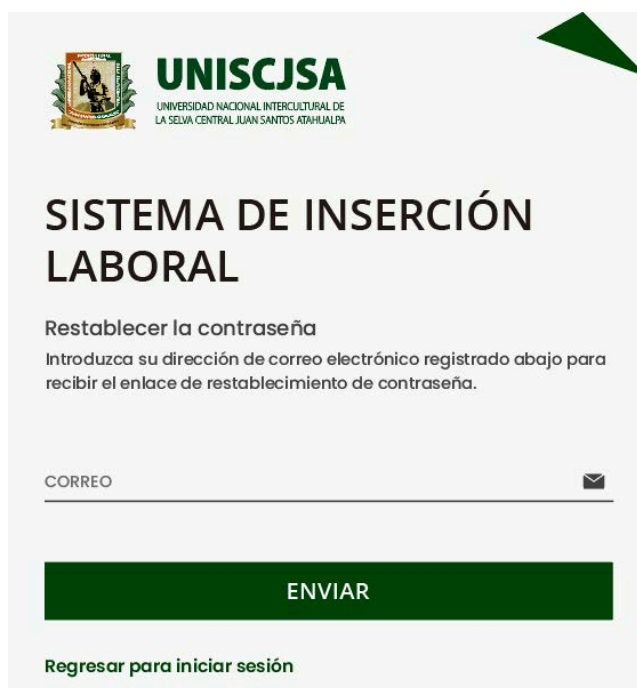 UNISCJSA
UNIVERSIDAD NACIONAL INTERCULTURAL DE
LA SELVA CENTRAL JUAN SANTOS ATAHUALPA
SISTEMA DE INSERCIÓN
LABORAL
Restablecer la contraseña
Introduzca su dirección de correo electrónico registrado abajo para
recibir el enlace de restablecimiento de contraseña.
CORREO
ENVIAR
Regresar para iniciar sesión